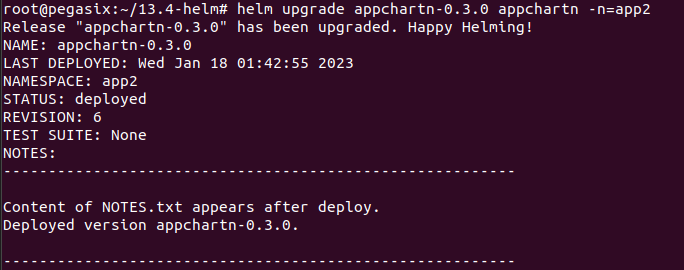 root@pegasix:~/13.4-helm# helm upgrade appchartn-0.3.0 appchartn -n=app2
Release "appchartn-0.3.0" has been upgraded. Happy Helming!
NAME: appchartn-0.3.0
LAST DEPLOYED: Wed Jan 18 01:42:55 2023
NAMESPACE: app2
STATUS: deployed
REVISION: 6
TEST SUITE: None
NOTES:
---------------------------------------------------------
Content of NOTES.txt appears after deploy.
Deployed version appchartn-0.3.0.
---------------------------------------------------------